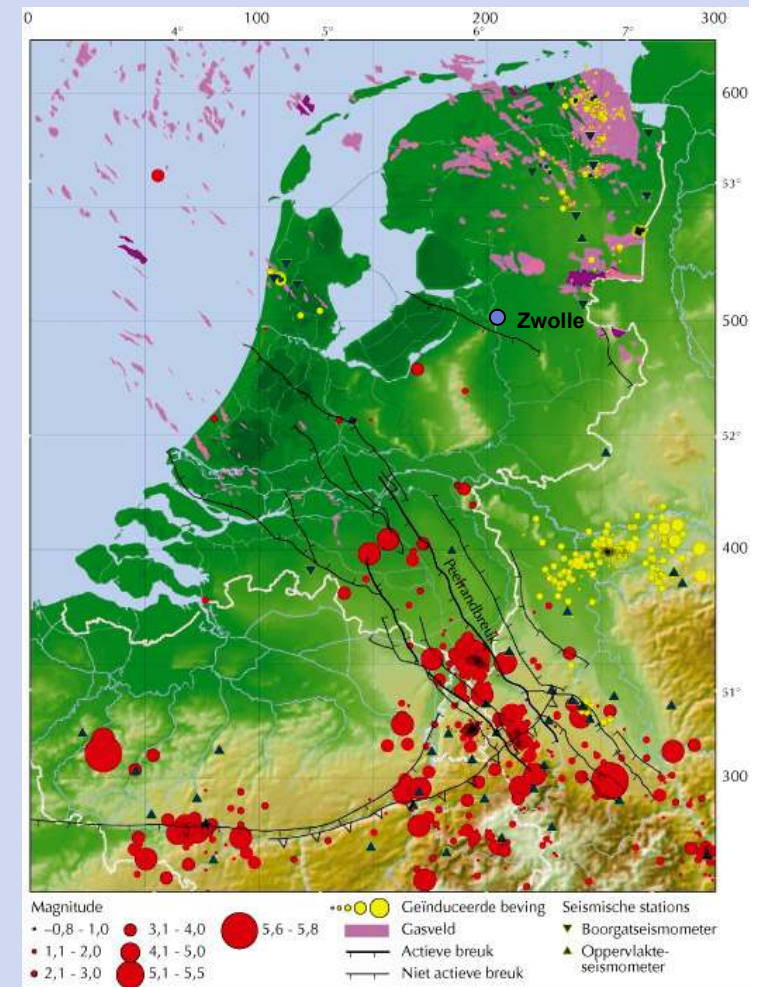 0 100 200 300
4° 5° 6° 7°
600
53°
Zwolle
500
52°
400
Peelrandbreuk
51°
300
Magnitude
–0,8 - 1,0
1,1 - 2,0
2,1 - 3,0
3,1 - 4,0
4,1 - 5,0
5,1 - 5,5
5,6 - 5,8
Geïnduceerde beving
Gasveld
Actieve breuk
Niet actieve breuk
Seismische stations
Boorgatseismometer
Oppervlakte-
seismometer